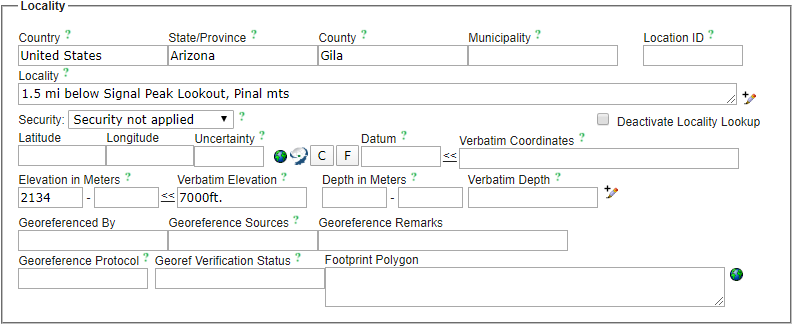 Locality
Country ? State/Province ? County ? Municipality ? Location ID ?
United States Arizona Gila
Locality ?
1.5 mi below Signal Peak Lookout, Pinal mts
Security: Security not applied ? Deactivate Locality Lookup
Latitude Longitude Uncertainty ? C F Datum ? << Verbatim Coordinates ?
Elevation in Meters ? Verbatim Elevation ? Depth in Meters ? Verbatim Depth ?
2134 - << 7000ft. -
Georeferenced By Georeference Sources ? Georeference Remarks
Georeference Protocol ? Georef Verification Status ? Footprint Polygon